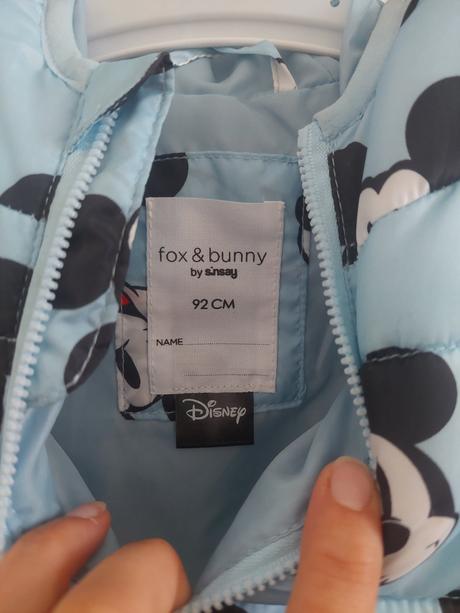 fox & bunny
by sinsay
92 CM
NAME
Disney